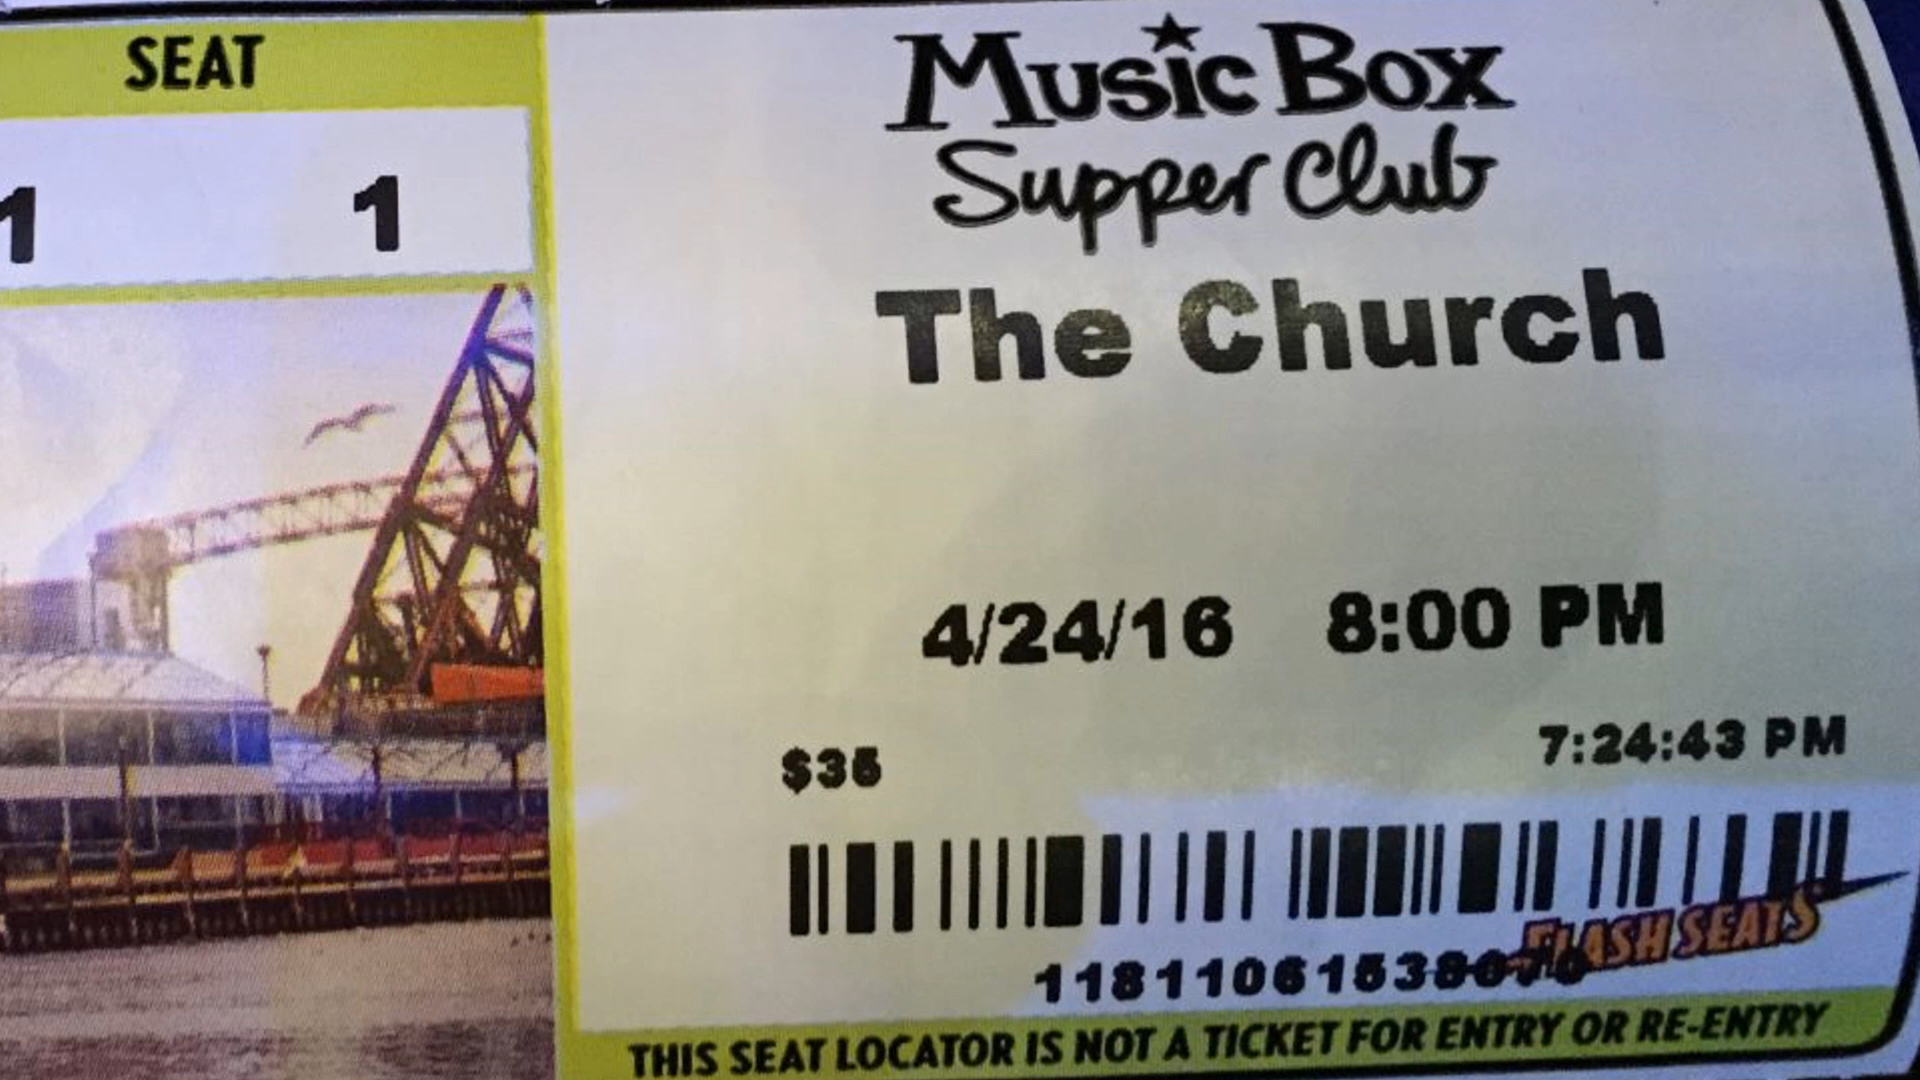 SEAT
1 1
Music Box
Supper Club
The Church
4/24/16 8:00 PM
7:24:43 PM
$35
FLASH SEATS
THIS SEAT LOCATOR IS NOT A TICKET FOR ENTRY OR RE-ENTRY